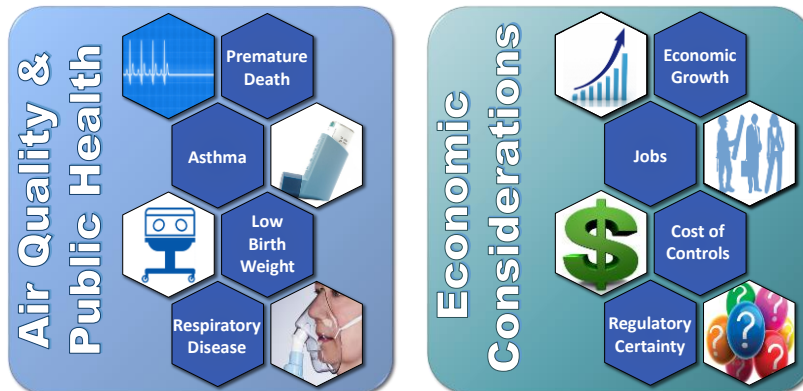 Air Quality &
Public Health
Premature
Death
Asthma
Low
Birth
Weight
Respiratory
Disease
Economic
Considerations
Economic
Growth
Jobs
Cost of
Controls
Regulatory
Certainty
$
? ? ? ?